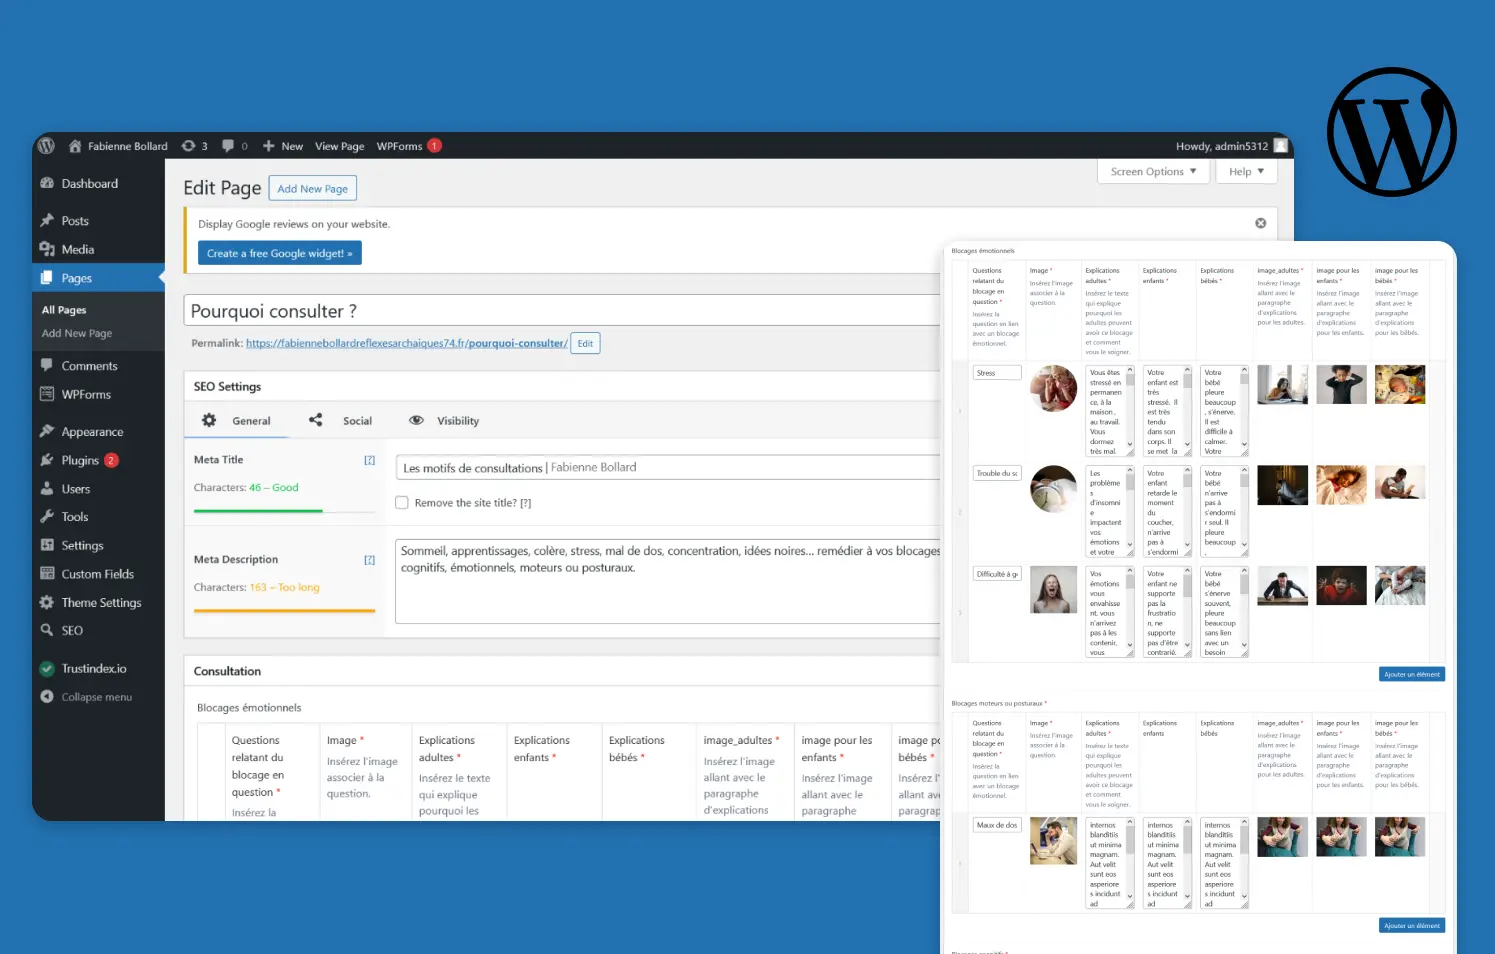 Fabienne Bollard 3 0 New View Page WPForms 1 Howdy, admin5312
Dashboard
Posts
Media
Pages
All Pages
Add New Page
Comments
WPForms
Appearance
Plugins 2
Users
Tools
Settings
Custom Fields
Theme Settings
SEO
Trustindex.io
Collapse menu
Screen Options ▼ Help ▼
Edit Page Add New Page
Display Google reviews on your website.
Create a free Google widget! »
Pourquoi consulter ?
Permalink: https://fabiennebollardreflexesarchaiques74.fr/pourquoi-consulter/ Edit
SEO Settings
General Social Visibility
Meta Title [?]
Characters: 46 – Good
Les motifs de consultations | Fabienne Bollard
Remove the site title? [?]
Meta Description [?]
Characters: 163 – Too long
Sommeil, apprentissages, colère, stress, mal de dos, concentration, idées noires... remédier à vos blocages
cognitifs, émotionnels, moteurs ou posturaux.
Consultation
Blocages émotionnels
Questions
relatant du
blocage en
question *
Insérez la
Image *
Insérez l'image
associer à la
question.
Explications
adultes *
Insérez le texte
qui explique
pourquoi les
Explications
enfants *
Explications
bébés *
image_adultes *
Insérez l'image
allant avec le
paragraphe
d'explications
image pour les
enfants *
Insérez l'image
allant avec le
paragraphe
image po
bébés *
Insérez l'i
allant ave
paragrap
Blocages émotionnels
Questions
relatant du
blocage en
question *
Insérez la
question en lien
avec un blocage
émotionnel.
Image *
Insérez l'image
associer à la
question.
Explications
adultes *
Insérez le texte
qui explique
pourquoi les
adultes peuvent
avoir ce blocage
et comment
vous le soigner.
Explications
enfants *
Explications
bébés *
image_adultes *
Insérez l'image
allant avec le
paragraphe
d'explications
pour les adultes.
image pour les
enfants *
Insérez l'image
allant avec le
paragraphe
d'explications
pour les enfants.
image pour les
bébés *
Insérez l'image
allant avec le
paragraphe
d'explications
pour les bébés.
1
Stress
Vous êtes
stressé en
permanen
ce, à la
maison ,
au travail.
Vous
dormez
très mal.
Votre
enfant est
très
stressé. Il
est très
tendu
dans son
corps. Il
se met la
Votre
bébé
pleure
beaucoup
, s'énerve.
Il est
difficile à
calmer.
Votre
2
Trouble du so
Les
problème
s
d'insomni
e
impactent
vos
émotions
et votre
Votre
enfant
retarde le
moment
du
coucher,
n'arrive
pas à
s'endormi
Votre
bébé
n'arrive
pas à
s'endormi
r seul. Il
pleure
beaucoup
.
3
Difficulté à ge
Vos
émotions
vous
envahisse
nt. vous
n'arrivez
pas à les
contenir,
vous
Votre
enfant ne
supporte
pas la
frustratio
n, ne
supporte
pas d'être
contrarié.
Votre
bébé
s'énerve
souvent,
pleure
beaucoup
sans lien
avec un
besoin
Ajouter un élément
Blocages moteurs ou posturaux *
Questions
relatant du
blocage en
question *
Insérez la
question en lien
avec un blocage
émotionnel.
Image *
Insérez l'image
associer à la
question.
Explications
adultes *
Insérez le texte
qui explique
pourquoi les
adultes peuvent
avoir ce blocage
et comment
vous le soigner.
Explications
enfants
Explications
bébés
image_adultes *
Insérez l'image
allant avec le
paragraphe
d'explications
pour les adultes.
image pour les
enfants *
Insérez l'image
allant avec le
paragraphe
d'explications
pour les enfants.
image pour les
bébés *
Insérez l'image
allant avec le
paragraphe
d'explications
pour les bébés.
1
Maux de dos
internos
blanditiis
ut minima
magnam.
Aut velit
sunt eos
asperiore
s incidunt
ad
internos
blanditiis
ut minima
magnam.
Aut velit
sunt eos
asperiore
s incidunt
ad
internos
blanditiis
ut minima
magnam.
Aut velit
sunt eos
asperiore
s incidunt
ad
Ajouter un élément